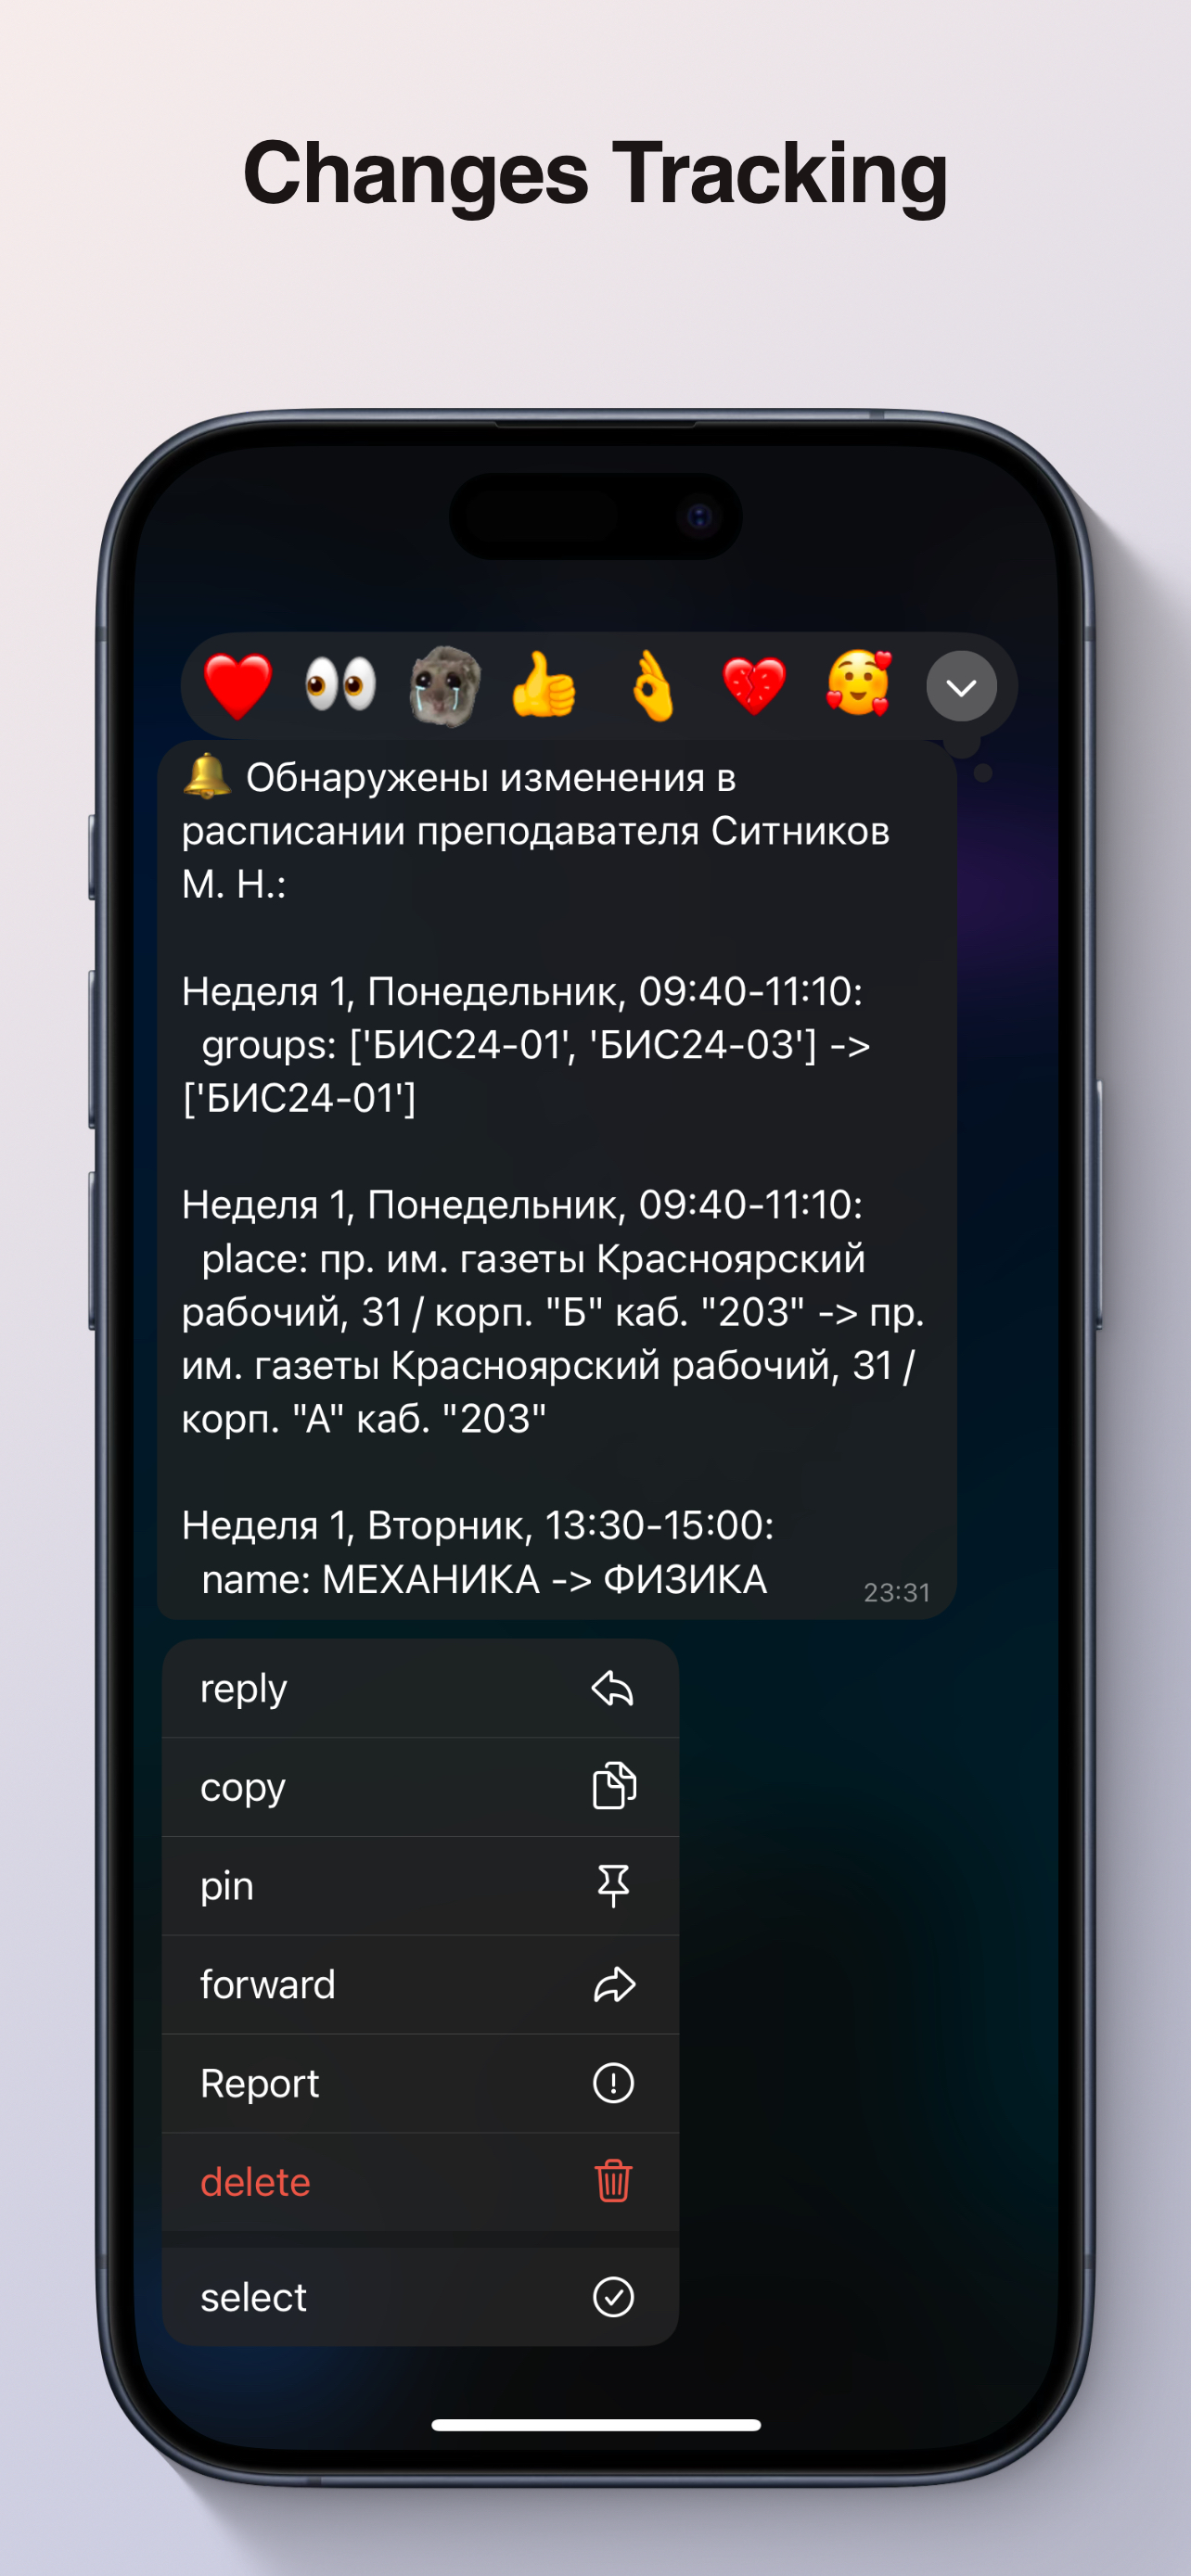 Changes Tracking
🔔 Обнаружены изменения в
расписании преподавателя Ситников
М. Н.:
Неделя 1, Понедельник, 09:40-11:10:
groups: ['БИС24-01', 'БИС24-03'] ->
['БИС24-01']
Неделя 1, Понедельник, 09:40-11:10:
place: пр. им. газеты Красноярский
рабочий, 31 / корп. "Б" каб. "203" -> пр.
им. газеты Красноярский рабочий, 31 /
корп. "А" каб. "203"
Неделя 1, Вторник, 13:30-15:00:
name: МЕХАНИКА -> ФИЗИКА
23:31
reply
copy
pin
forward
Report
delete
select